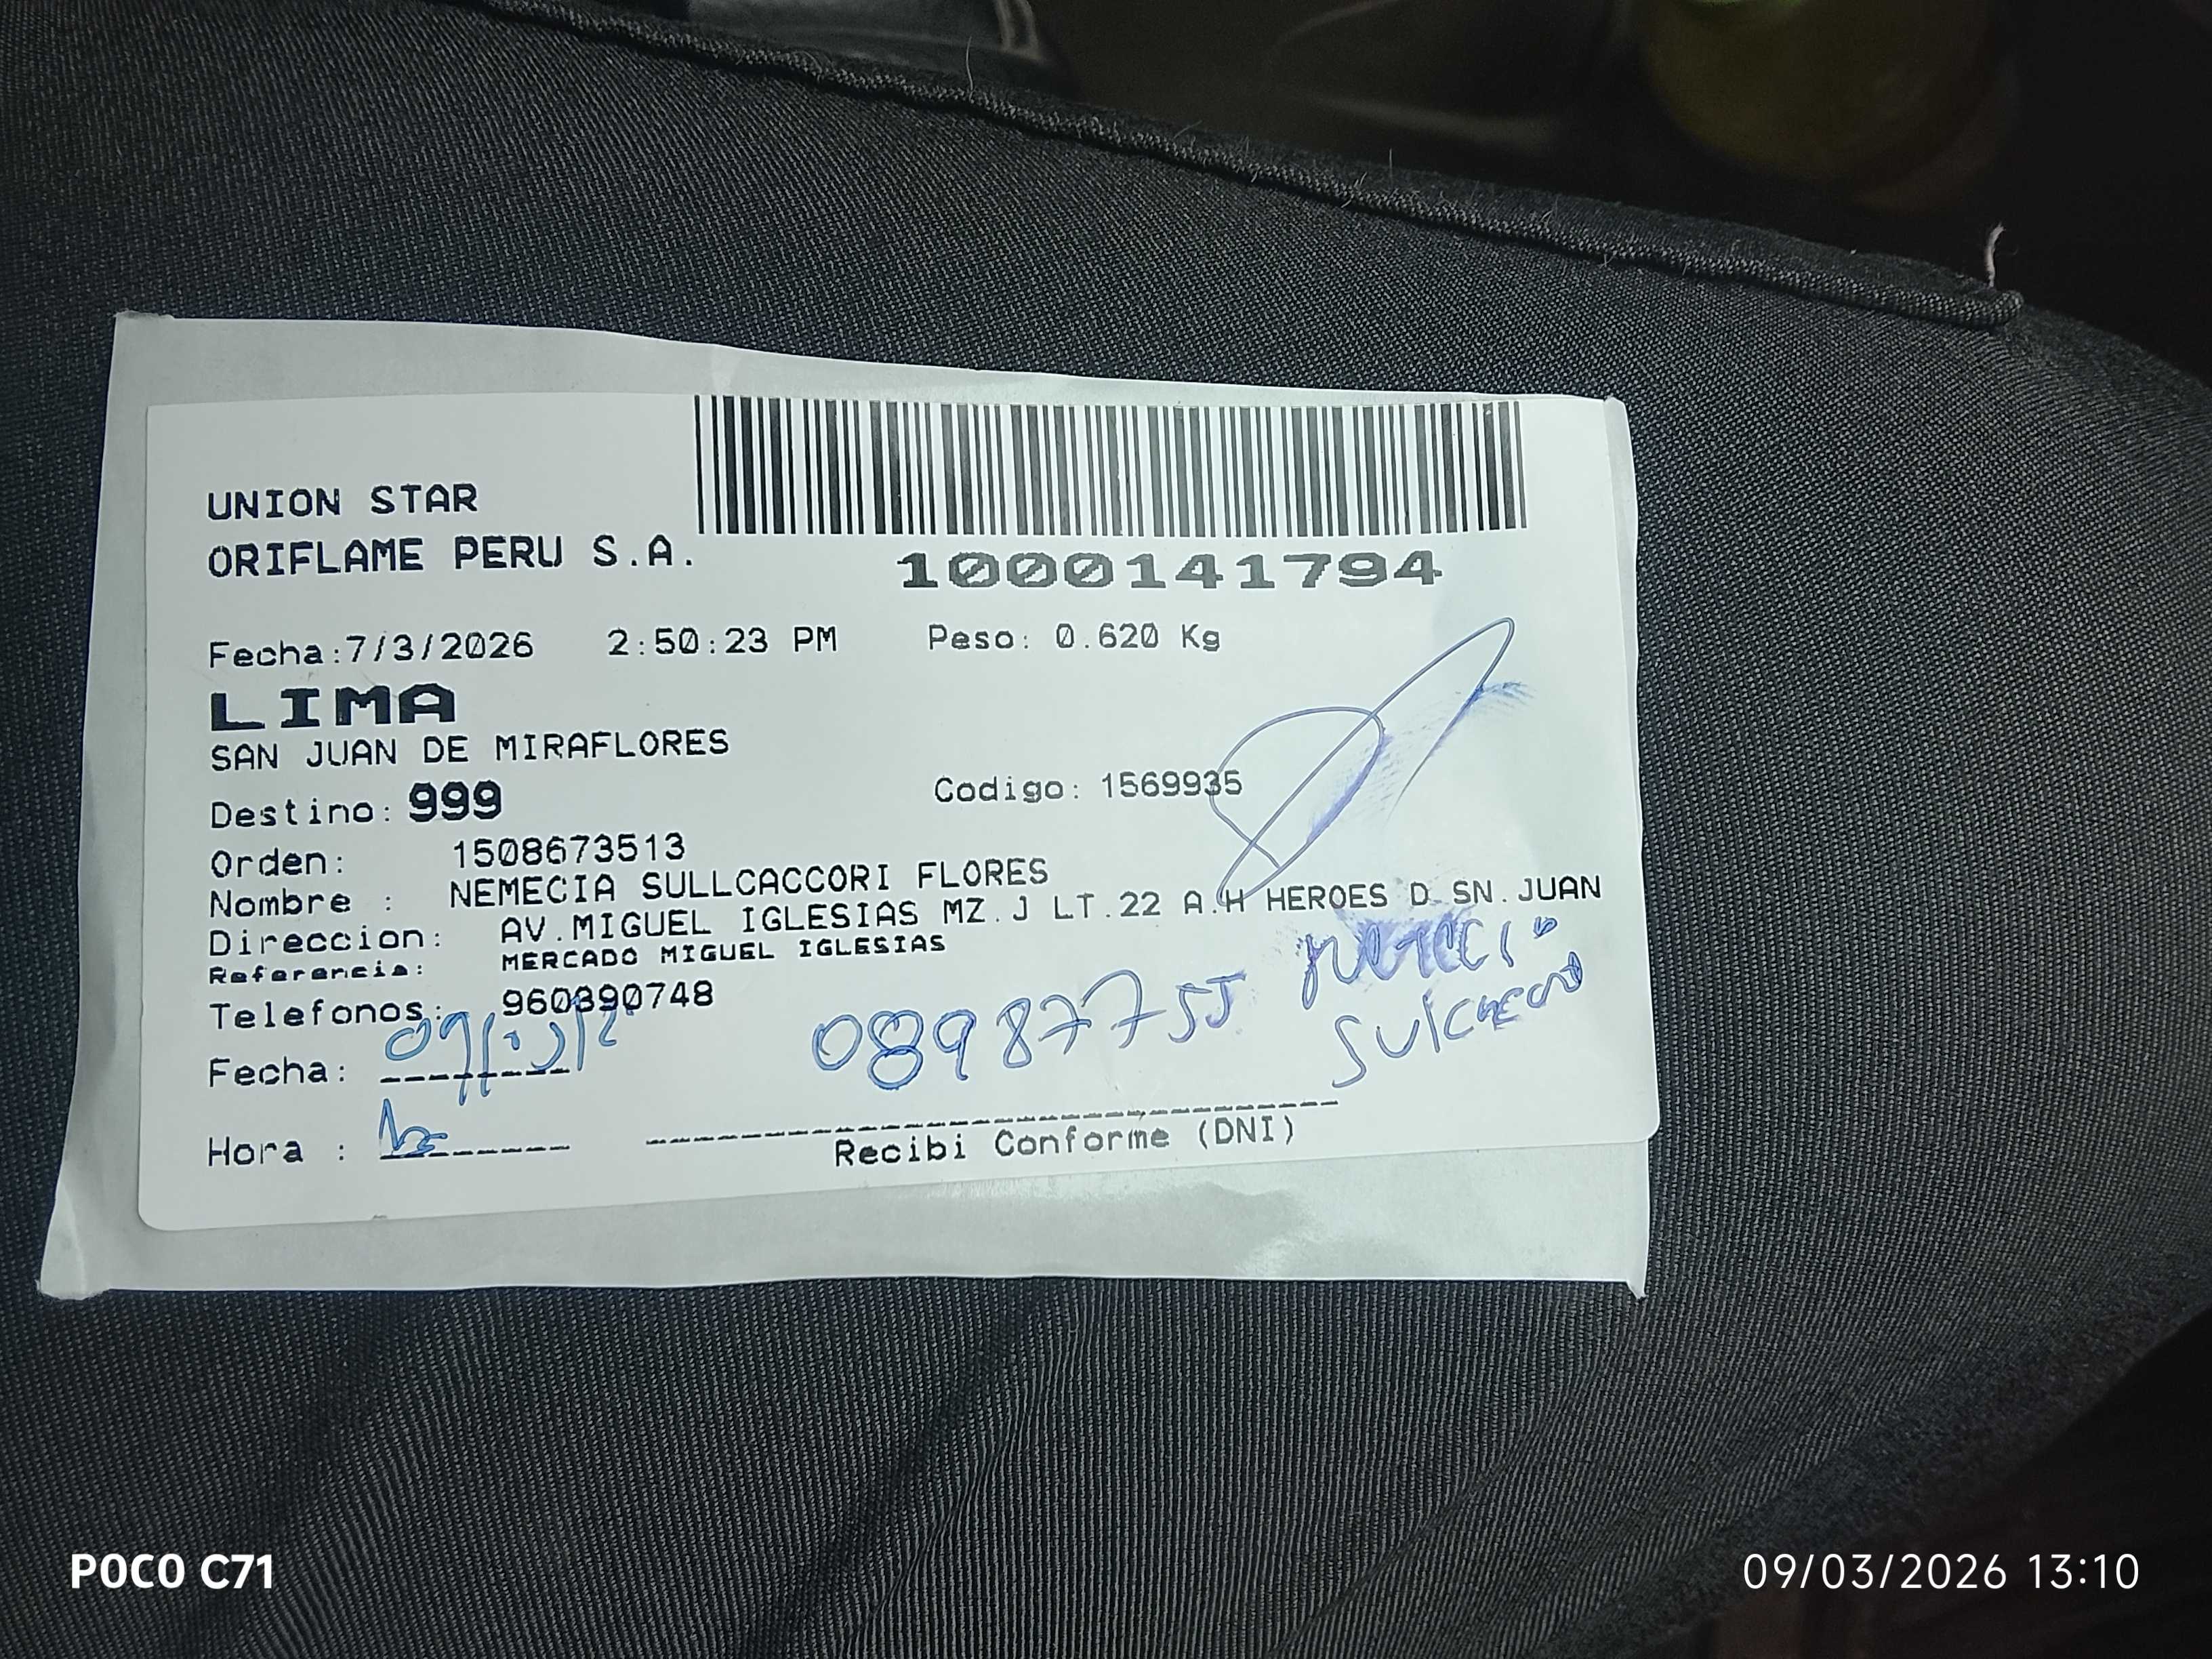 UNION STAR
ORIFLAME PERU S.A.
1000141794
Fecha:7/3/2026 2:50:23 PM Peso: 0.620 Kg
LIMA
SAN JUAN DE MIRAFLORES
Destino: 999 Codigo: 1569935
Orden: 1508673513
Nombre : NEMECIA SULLCACCORI FLORES
Direccion: AV.MIGUEL IGLESIAS MZ.J LT.22 A.H HEROES D SN.JUAN
Referencia: MERCADO MIGUEL IGLESIAS
Telefonos: 960890748
Fecha:
08987755
Hora :
Recibi Conforme (DNI)
POCO C71
09/03/2026 13:10